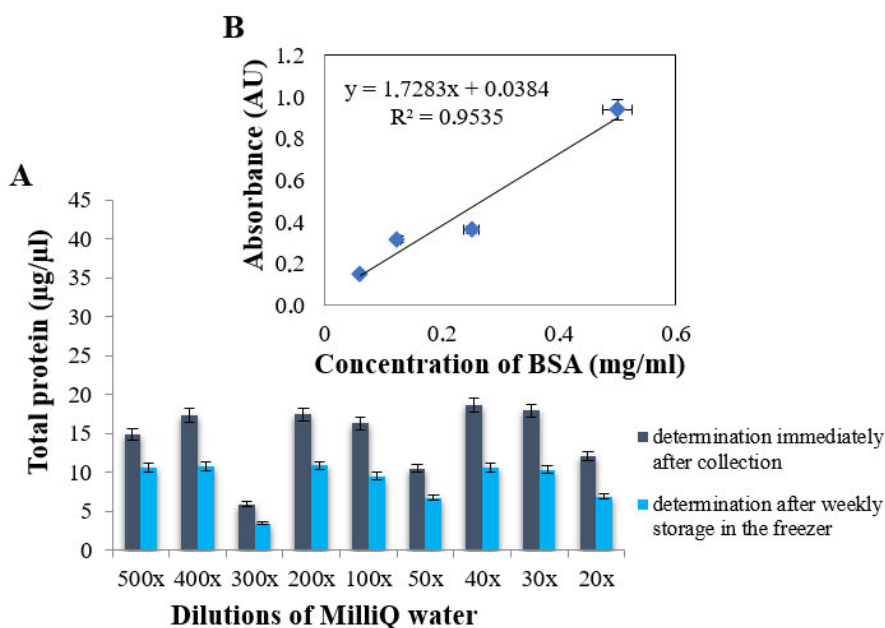 B
1.2
1.0
0.8
0.6
0.4
0.2
0.0
Absorbance (AU)
y = 1.7283x + 0.0384
R² = 0.9535
0 0.2 0.4 0.6
Concentration of BSA (mg/ml)
A
45
40
35
30
25
20
15
10
5
0
Total protein (µg/µl)
500x 400x 300x 200x 100x 50x 40x 30x 20x
Dilutions of MilliQ water
determination immediately
after collection
determination after weekly
storage in the freezer